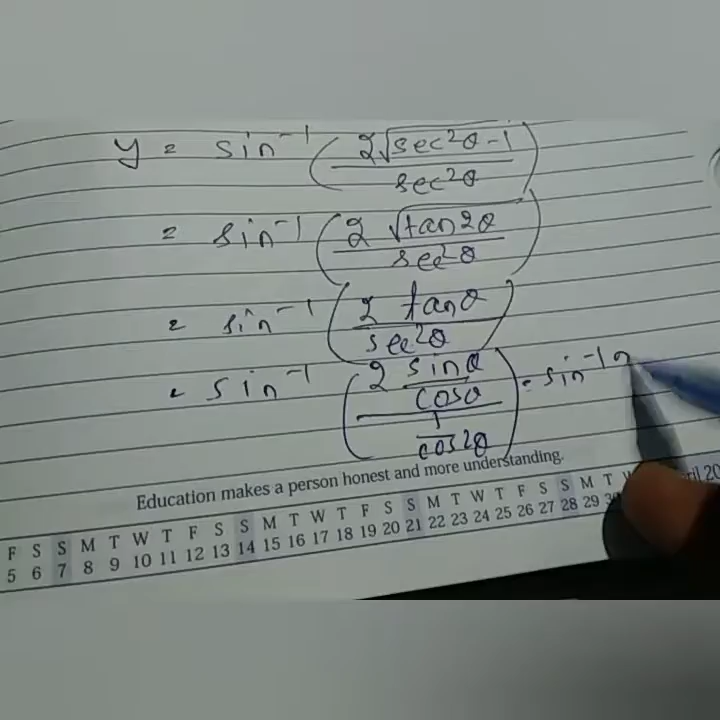 y = sin⁻¹ (2√sec²θ-1 / sec²θ)
= sin⁻¹ (2 √tan2θ / sec²θ)
= sin⁻¹ (2 tanθ / sec²θ)
= sin⁻¹ (2 sinθ/cosθ / 1/cos2θ) = sin⁻¹
Education makes a person honest and more understanding.
F S S M T W T F S S M T W T F S S M T W T F S S M T
5 6 7 8 9 10 11 12 13 14 15 16 17 18 19 20 21 22 23 24 25 26 27 28 29 30